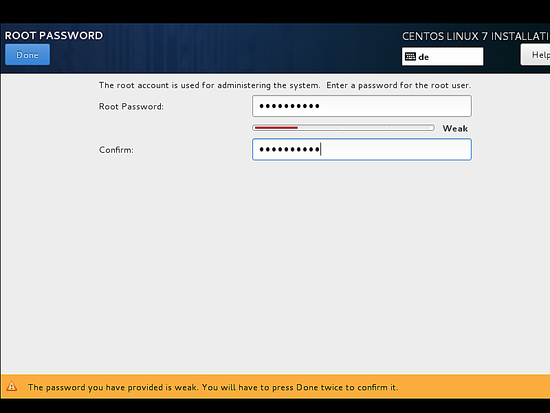 ROOT PASSWORD
CENTOS LINUX 7 INSTALLATI
Done
de
Help
The root account is used for administering the system. Enter a password for the root user.
Root Password:
••••••••••
Weak
Confirm:
••••••••••
The password you have provided is weak. You will have to press Done twice to confirm it.